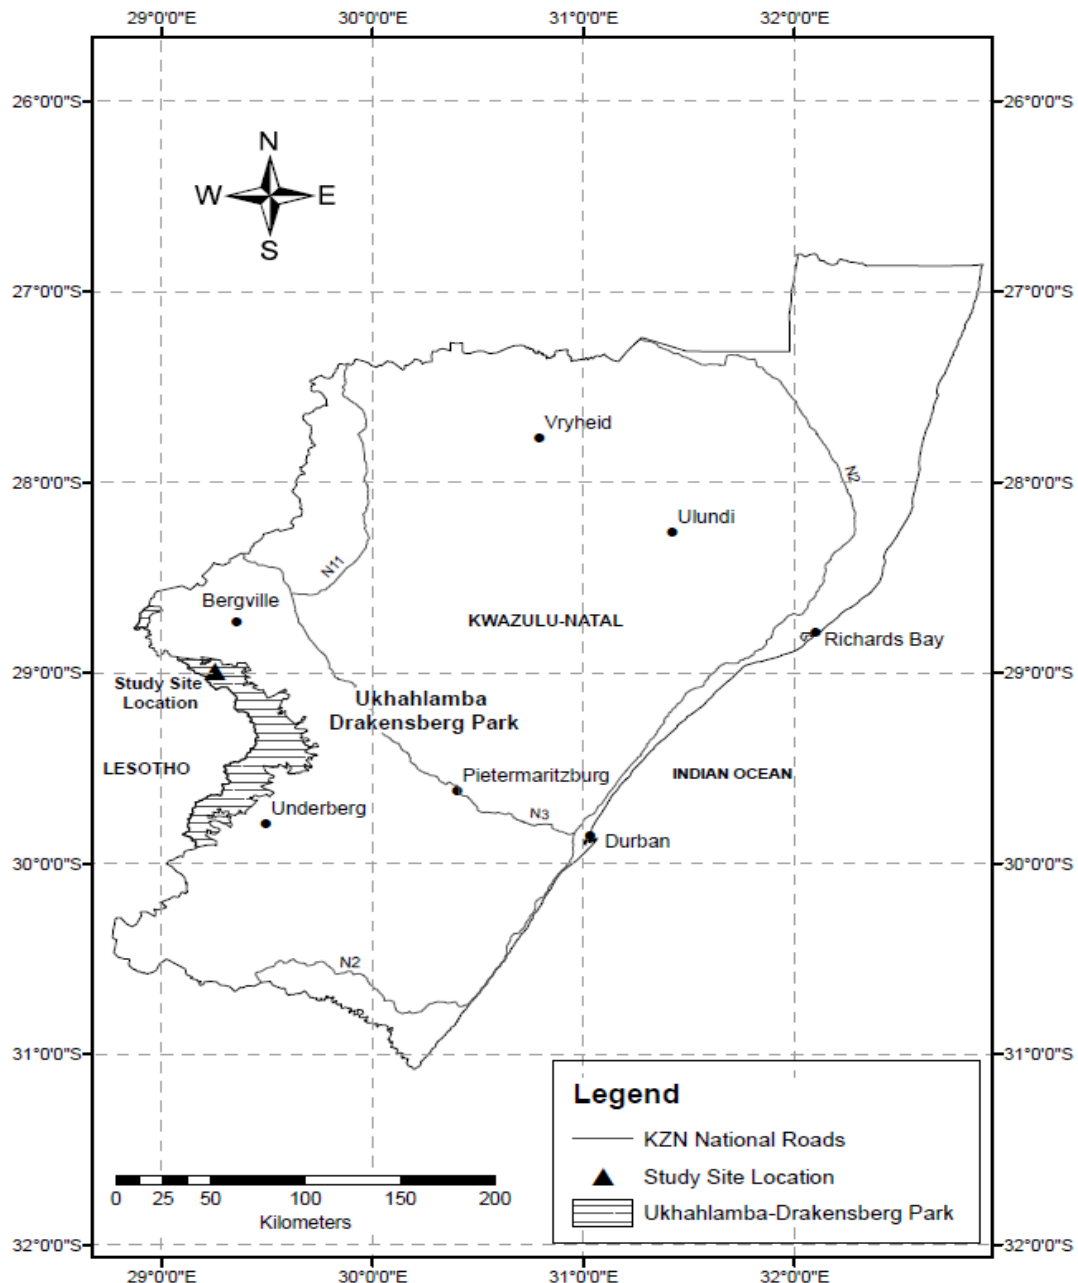 29°0'0"E 30°0'0"E 31°0'0"E 32°0'0"E
26°0'0"S 26°0'0"S
N
W E
S
27°0'0"S 27°0'0"S
Vryheid
N2
28°0'0"S 28°0'0"S
Ulundi
N11
Bergville
KWAZULU-NATAL
Richards Bay
29°0'0"S 29°0'0"S
Study Site
Location
Ukhahlamba
Drakensberg Park
LESOTHO
INDIAN OCEAN
Pietermaritzburg
Underberg
N3
Durban
30°0'0"S 30°0'0"S
N2
31°0'0"S 31°0'0"S
Legend
KZN National Roads
Study Site Location
Ukhahlamba-Drakensberg Park
0 25 50 100 150 200
Kilometers
32°0'0"S 32°0'0"S
29°0'0"E 30°0'0"E 31°0'0"E 32°0'0"E